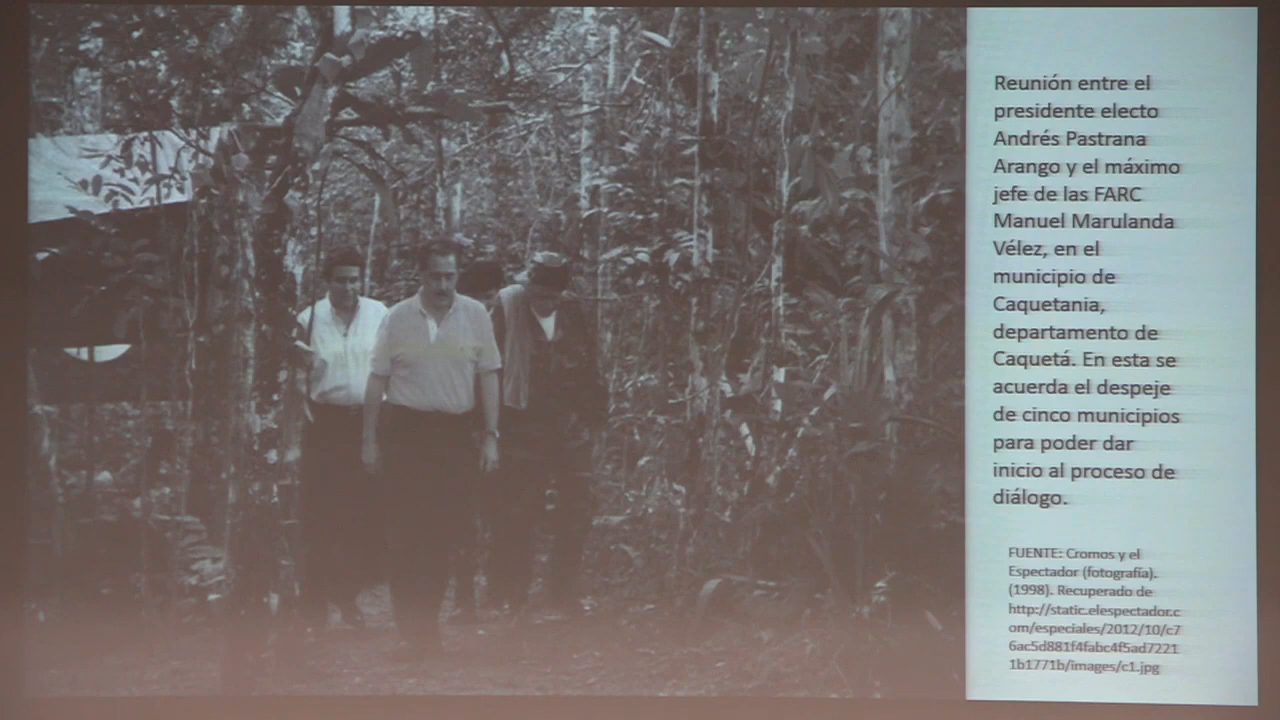 Reunión entre el
presidente electo
Andrés Pastrana
Arango y el máximo
jefe de las FARC
Manuel Marulanda
Vélez, en el
municipio de
Caquetania,
departamento de
Caquetá. En esta se
acuerda el despeje
de cinco municipios
para poder dar
inicio al proceso de
diálogo.
FUENTE: Cromos y el
Espectador (fotografía).
(1998). Recuperado de
http://static.elespectador.c
om/especiales/2012/10/c7
6ac5d881f4fabc4f5ad7221
1b1771b/images/c1.jpg